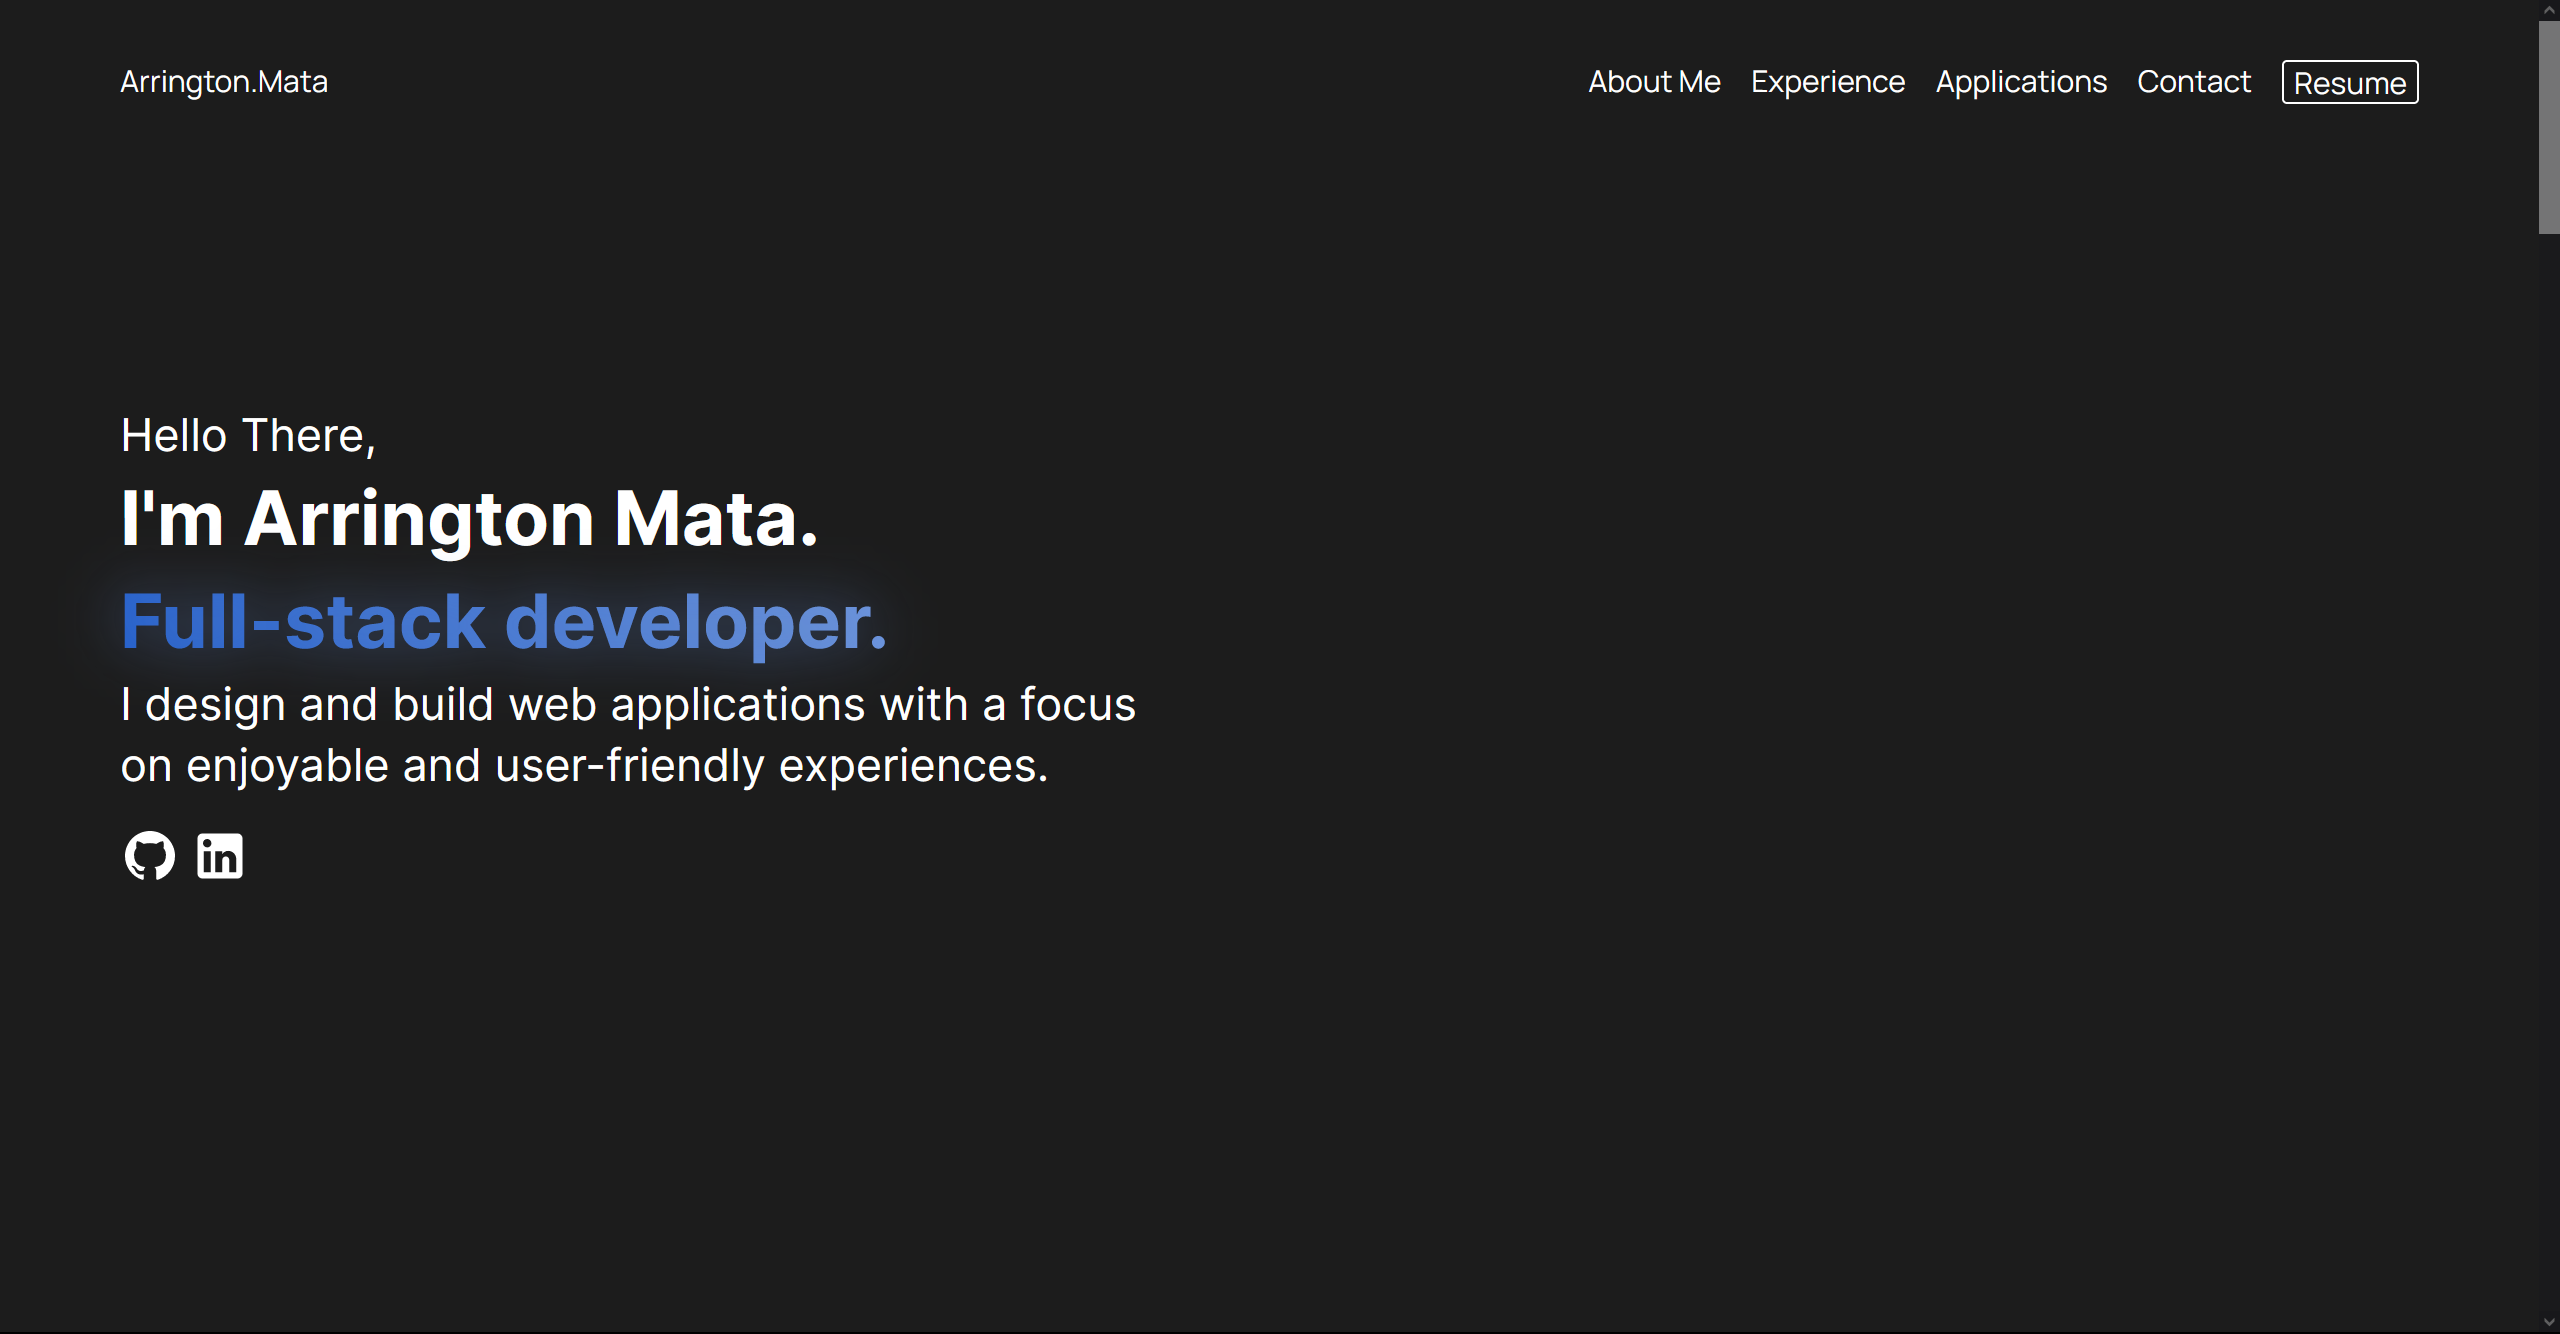 Arrington.Mata
About Me Experience Applications Contact Resume
Hello There,
I'm Arrington Mata.
Full-stack developer.
I design and build web applications with a focus
on enjoyable and user-friendly experiences.
in